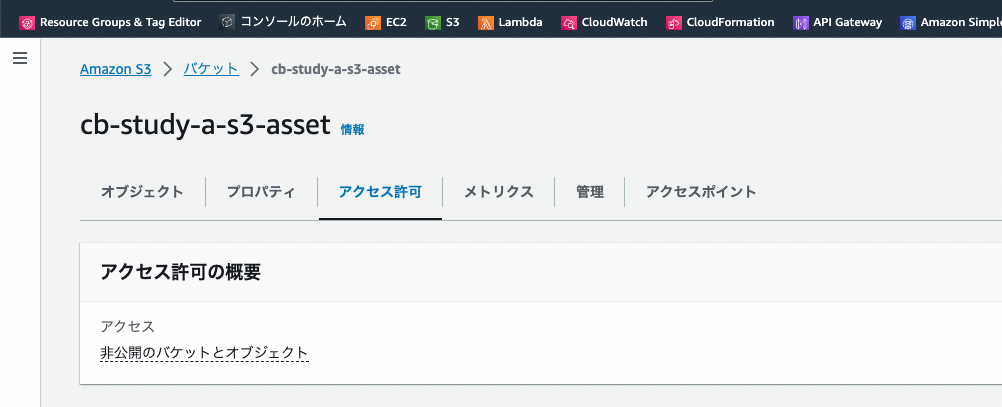 Resource Groups & Tag Editor コンソールのホーム EC2 S3 Lambda CloudWatch CloudFormation API Gateway Amazon Simpl
Amazon S3 > バケット > cb-study-a-s3-asset
cb-study-a-s3-asset 情報
オブジェクト プロパティ アクセス許可 メトリクス 管理 アクセスポイント
アクセス許可の概要
アクセス
非公開のバケットとオブジェクト